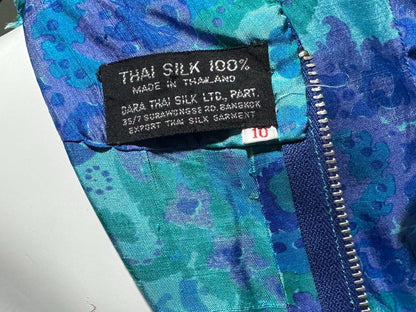 THAI SILK 100%
MADE IN THAILAND
DARA THAI SILK LTD., PART.
35/7 SURAWONGSE RD. BANGKOK
EXPORT THAI SILK GARMENT
10